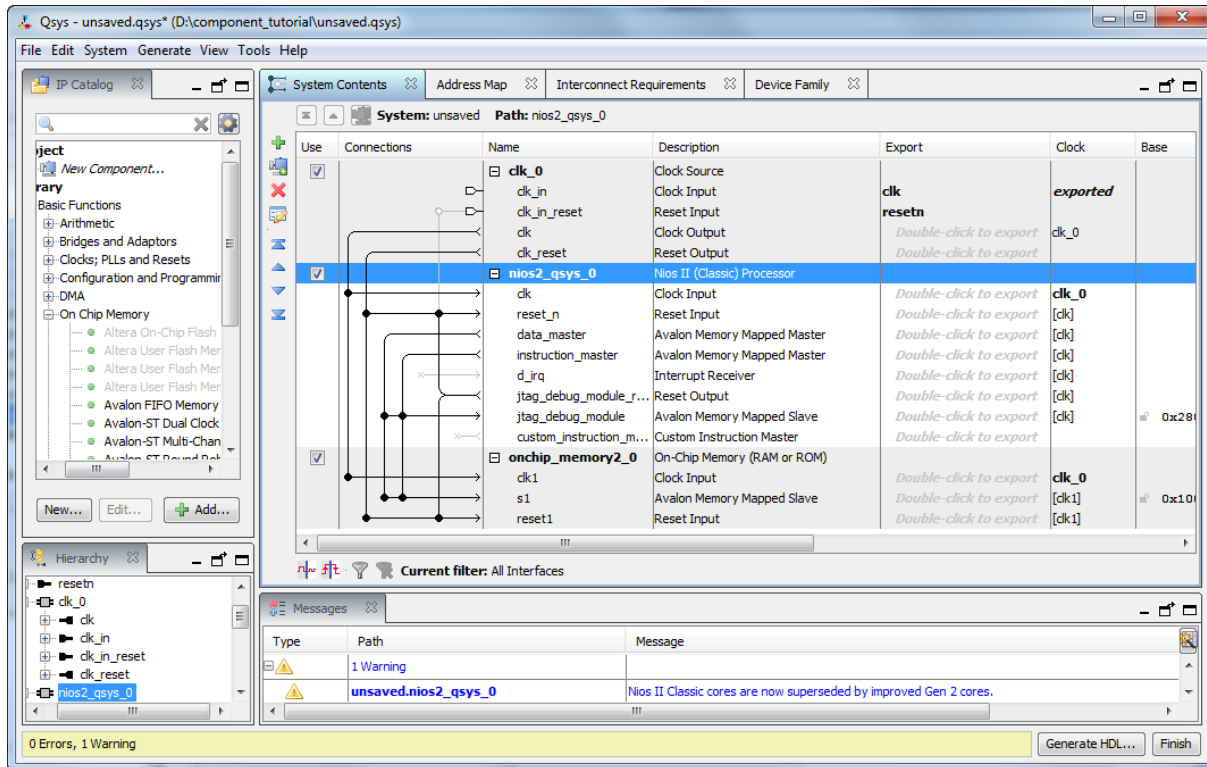 Qsys - unsaved.qsys* (D:\component_tutorial\unsaved.qsys)
File Edit System Generate View Tools Help
IP Catalog
ject
New Component...
rary
Basic Functions
Arithmetic
Bridges and Adaptors
Clocks; PLLs and Resets
Configuration and Programmir
DMA
On Chip Memory
Altera On-Chip Flash
Altera User Flash Mer
Altera User Flash Mer
Altera User Flash Mer
Avalon FIFO Memory
Avalon-ST Dual Clock
Avalon-ST Multi-Chan
Avalon-ST Round Rob
New... Edit... Add...
Hierarchy
resetn
clk_0
clk
clk_in
clk_in_reset
clk_reset
nios2_qsys_0
System Contents Address Map Interconnect Requirements Device Family
System: unsaved Path: nios2_qsys_0
Use Connections Name Description Export Clock Base
clk_0 Clock Source
clk_in Clock Input clk exported
clk_in_reset Reset Input resetn
clk Clock Output Double-click to export clk_0
clk_reset Reset Output Double-click to export
nios2_qsys_0 Nios II (Classic) Processor
clk Clock Input Double-click to export clk_0
reset_n Reset Input Double-click to export [clk]
data_master Avalon Memory Mapped Master Double-click to export [clk]
instruction_master Avalon Memory Mapped Master Double-click to export [clk]
d_irq Interrupt Receiver Double-click to export [clk]
jtag_debug_module_r... Reset Output Double-click to export [clk]
jtag_debug_module Avalon Memory Mapped Slave Double-click to export [clk] 0x280
custom_instruction_m... Custom Instruction Master Double-click to export
onchip_memory2_0 On-Chip Memory (RAM or ROM)
clk1 Clock Input Double-click to export clk_0
s1 Avalon Memory Mapped Slave Double-click to export [clk1] 0x100
reset1 Reset Input Double-click to export [clk1]
Current filter: All Interfaces
Messages
Type Path Message
1 Warning
unsaved.nios2_qsys_0 Nios II Classic cores are now superseded by improved Gen 2 cores.
0 Errors, 1 Warning
Generate HDL... Finish